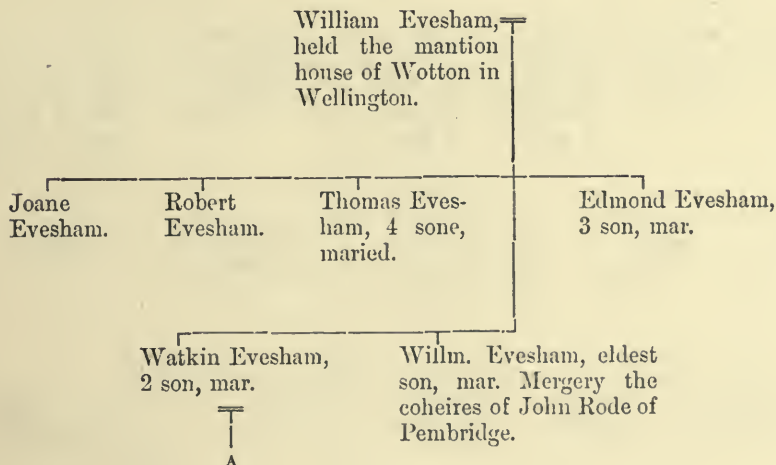 William Evesham,
held the mantion
house of Wotton in
Wellington.
Joane
Evesham.
Robert
Evesham.
Thomas Eves-
ham, 4 sone,
maried.
Edmond Evesham,
3 son, mar.
Watkin Evesham,
2 son, mar.
Willm. Evesham, eldest
son, mar. Mergery the
coheires of John Rode of
Pembridge.
A